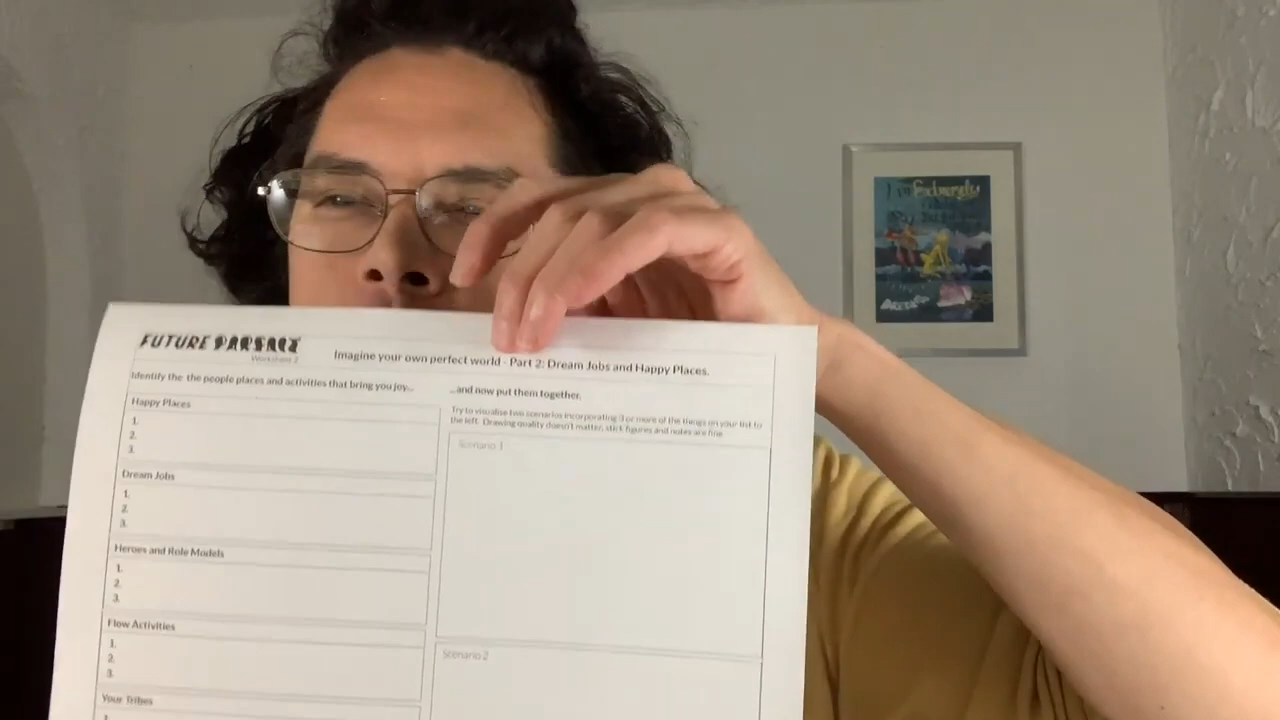 FUTURE
Worksheet 2
Imagine your own perfect world - Part 2: Dream Jobs and Happy Places.
Identify the the people places and activities that bring you joy...
Happy Places
1.
2.
3.
Dream Jobs
1.
2.
3.
Heroes and Role Models
1.
2.
3.
Flow Activities
1.
2.
3.
Your Tribes
1.
...and now put them together.
Try to visualise two scenarios incorporating 3 or more of the things on your list to
the left. Drawing quality doesn't matter, stick figures and notes are fine.
Scenario 1
Scenario 2
I Extremely